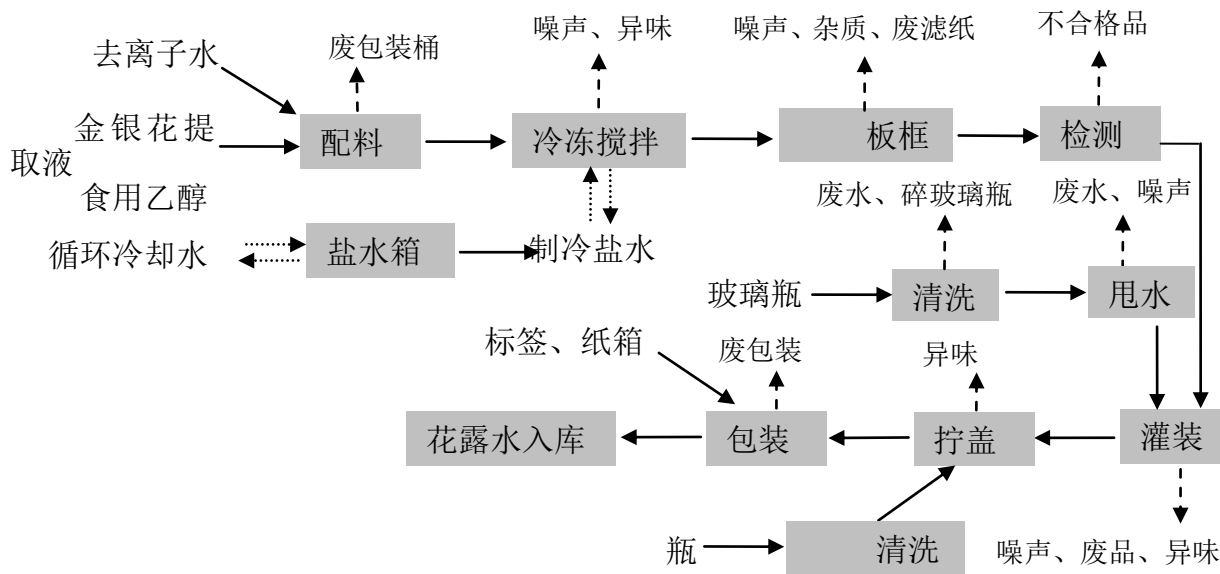 去离子水
废包装桶
噪声、异味
噪声、杂质、废滤纸
不合格品
金银花提
取液
配料
冷冻搅拌
板框
检测
食用乙醇
循环冷却水
盐水箱
制冷盐水
废水、碎玻璃瓶
废水、噪声
玻璃瓶
清洗
甩水
标签、纸箱
废包装
异味
花露水入库
包装
拧盖
灌装
瓶
清洗
噪声、废品、异味